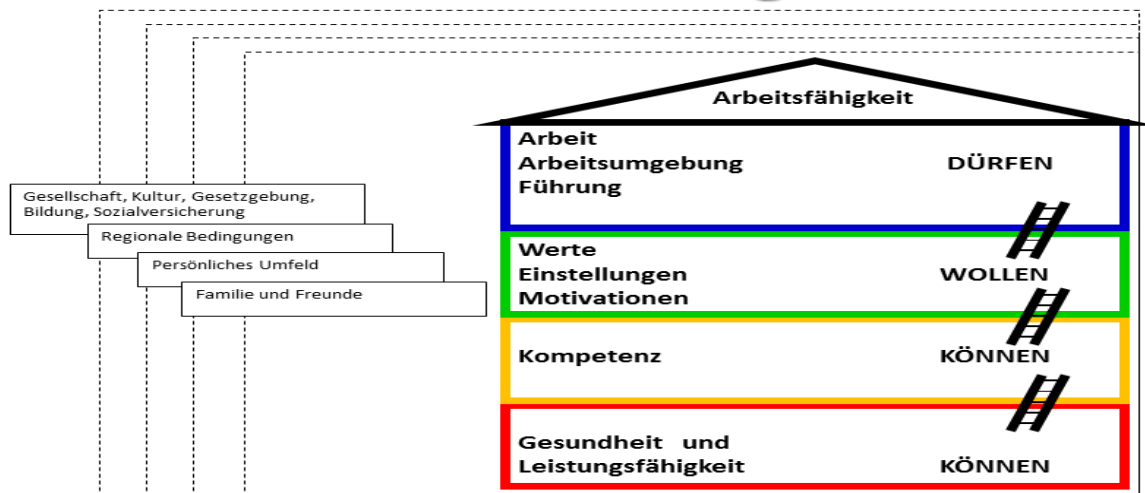 Arbeitsfähigkeit
Arbeit
Arbeitsumgebung DÜRFEN
Führung
Gesellschaft, Kultur, Gesetzgebung,
Bildung, Sozialversicherung
Regionale Bedingungen
Persönliches Umfeld
Familie und Freunde
Werte
Einstellungen WOLLEN
Motivationen
Kompetenz KÖNNEN
Gesundheit und
Leistungsfähigkeit KÖNNEN